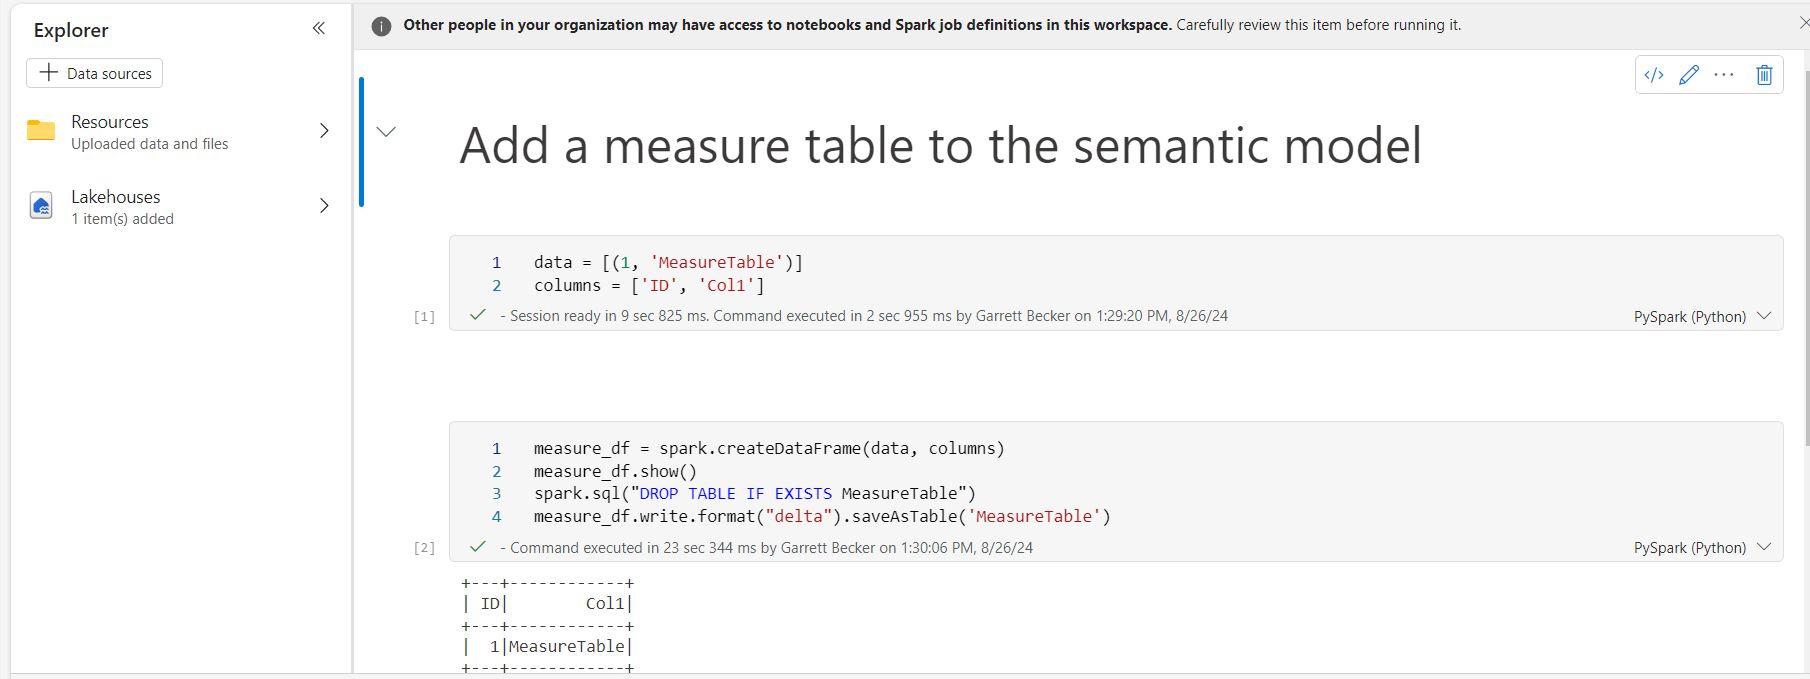 Explorer
+ Data sources
Resources
Uploaded data and files
Lakehouses
1 item(s) added
Other people in your organization may have access to notebooks and Spark job definitions in this workspace. Carefully review this item before running it.
Add a measure table to the semantic model
1 data = [(1, 'MeasureTable')]
2 columns = ['ID', 'Col1']
[1] - Session ready in 9 sec 825 ms. Command executed in 2 sec 955 ms by Garrett Becker on 1:29:20 PM, 8/26/24 PySpark (Python)
1 measure_df = spark.createDataFrame(data, columns)
2 measure_df.show()
3 spark.sql("DROP TABLE IF EXISTS MeasureTable")
4 measure_df.write.format("delta").saveAsTable('MeasureTable')
[2] - Command executed in 23 sec 344 ms by Garrett Becker on 1:30:06 PM, 8/26/24 PySpark (Python)
+---+------------+
| ID|        Col1|
+---+------------+
|  1|MeasureTable|
+---+------------+